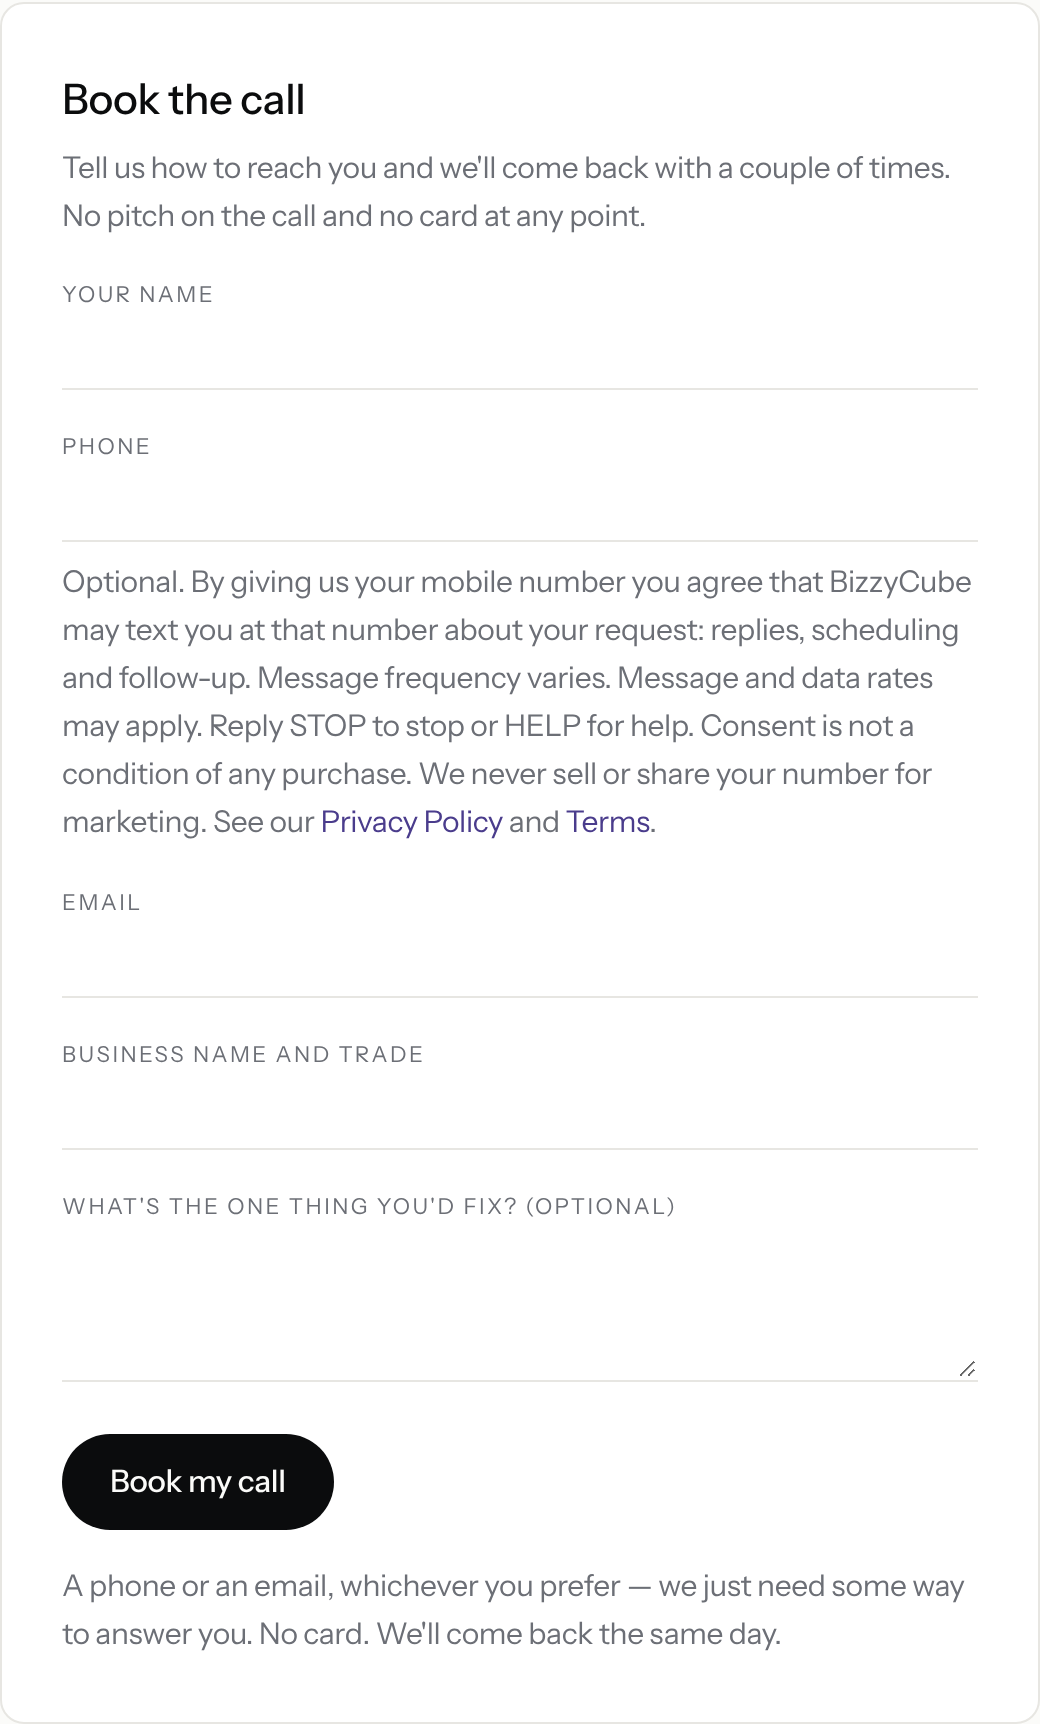 Book the call
Tell us how to reach you and we'll come back with a couple of times.
No pitch on the call and no card at any point.
YOUR NAME
PHONE
Optional. By giving us your mobile number you agree that BizzyCube
may text you at that number about your request: replies, scheduling
and follow-up. Message frequency varies. Message and data rates
may apply. Reply STOP to stop or HELP for help. Consent is not a
condition of any purchase. We never sell or share your number for
marketing. See our Privacy Policy and Terms.
EMAIL
BUSINESS NAME AND TRADE
WHAT'S THE ONE THING YOU'D FIX? (OPTIONAL)
Book my call
A phone or an email, whichever you prefer — we just need some way
to answer you. No card. We'll come back the same day.